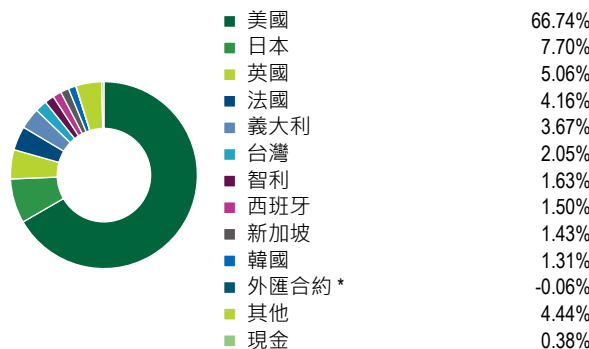 美國 66.74%
日本 7.70%
英國 5.06%
法國 4.16%
義大利 3.67%
台灣 2.05%
智利 1.63%
西班牙 1.50%
新加坡 1.43%
韓國 1.31%
外匯合約 * -0.06%
其他 4.44%
現金 0.38%